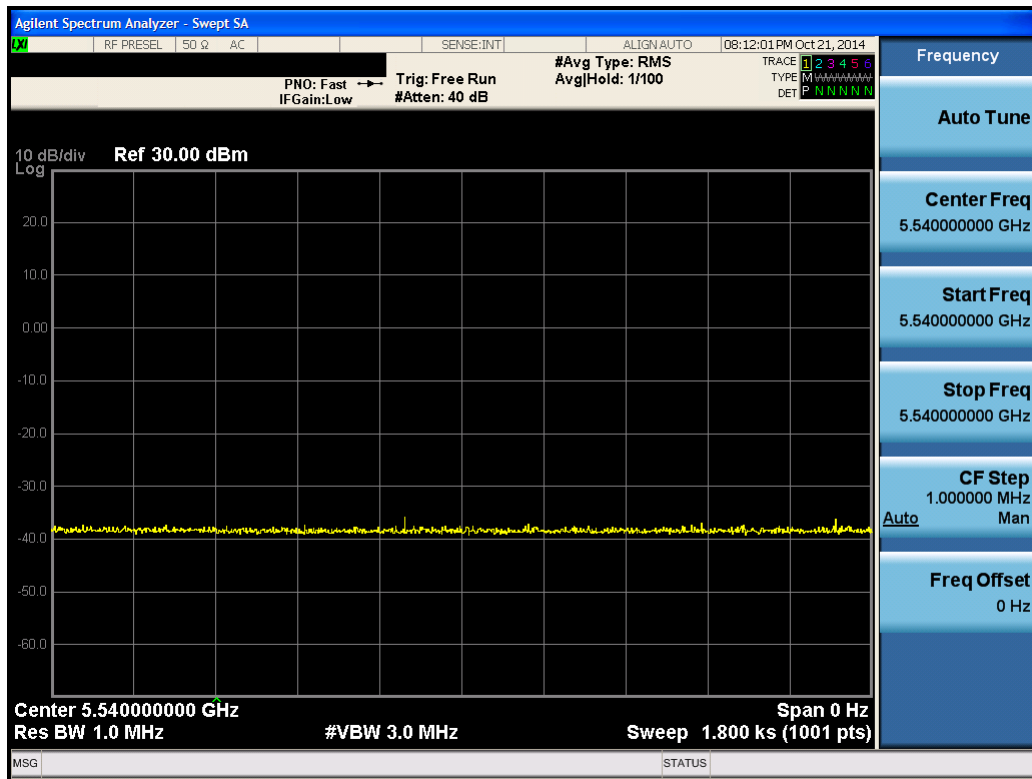 Agilent Spectrum Analyzer - Swept SA
LXI RF PRESEL 50 Ω AC SENSE:INT ALIGN AUTO 08:12:01 PM Oct 21, 2014
PNO: Fast
IFGain:Low
Trig: Free Run
#Atten: 40 dB
#Avg Type: RMS
Avg|Hold: 1/100
TRACE 1 2 3 4 5 6
TYPE M
DET P N N N N N
10 dB/div Ref 30.00 dBm
Log
20.0
10.0
0.00
-10.0
-20.0
-30.0
-40.0
-50.0
-60.0
Center 5.540000000 GHz Span 0 Hz
Res BW 1.0 MHz #VBW 3.0 MHz Sweep 1.800 ks (1001 pts)
MSG STATUS
Frequency
Auto Tune
Center Freq
5.540000000 GHz
Start Freq
5.540000000 GHz
Stop Freq
5.540000000 GHz
CF Step
1.000000 MHz
Auto Man
Freq Offset
0 Hz